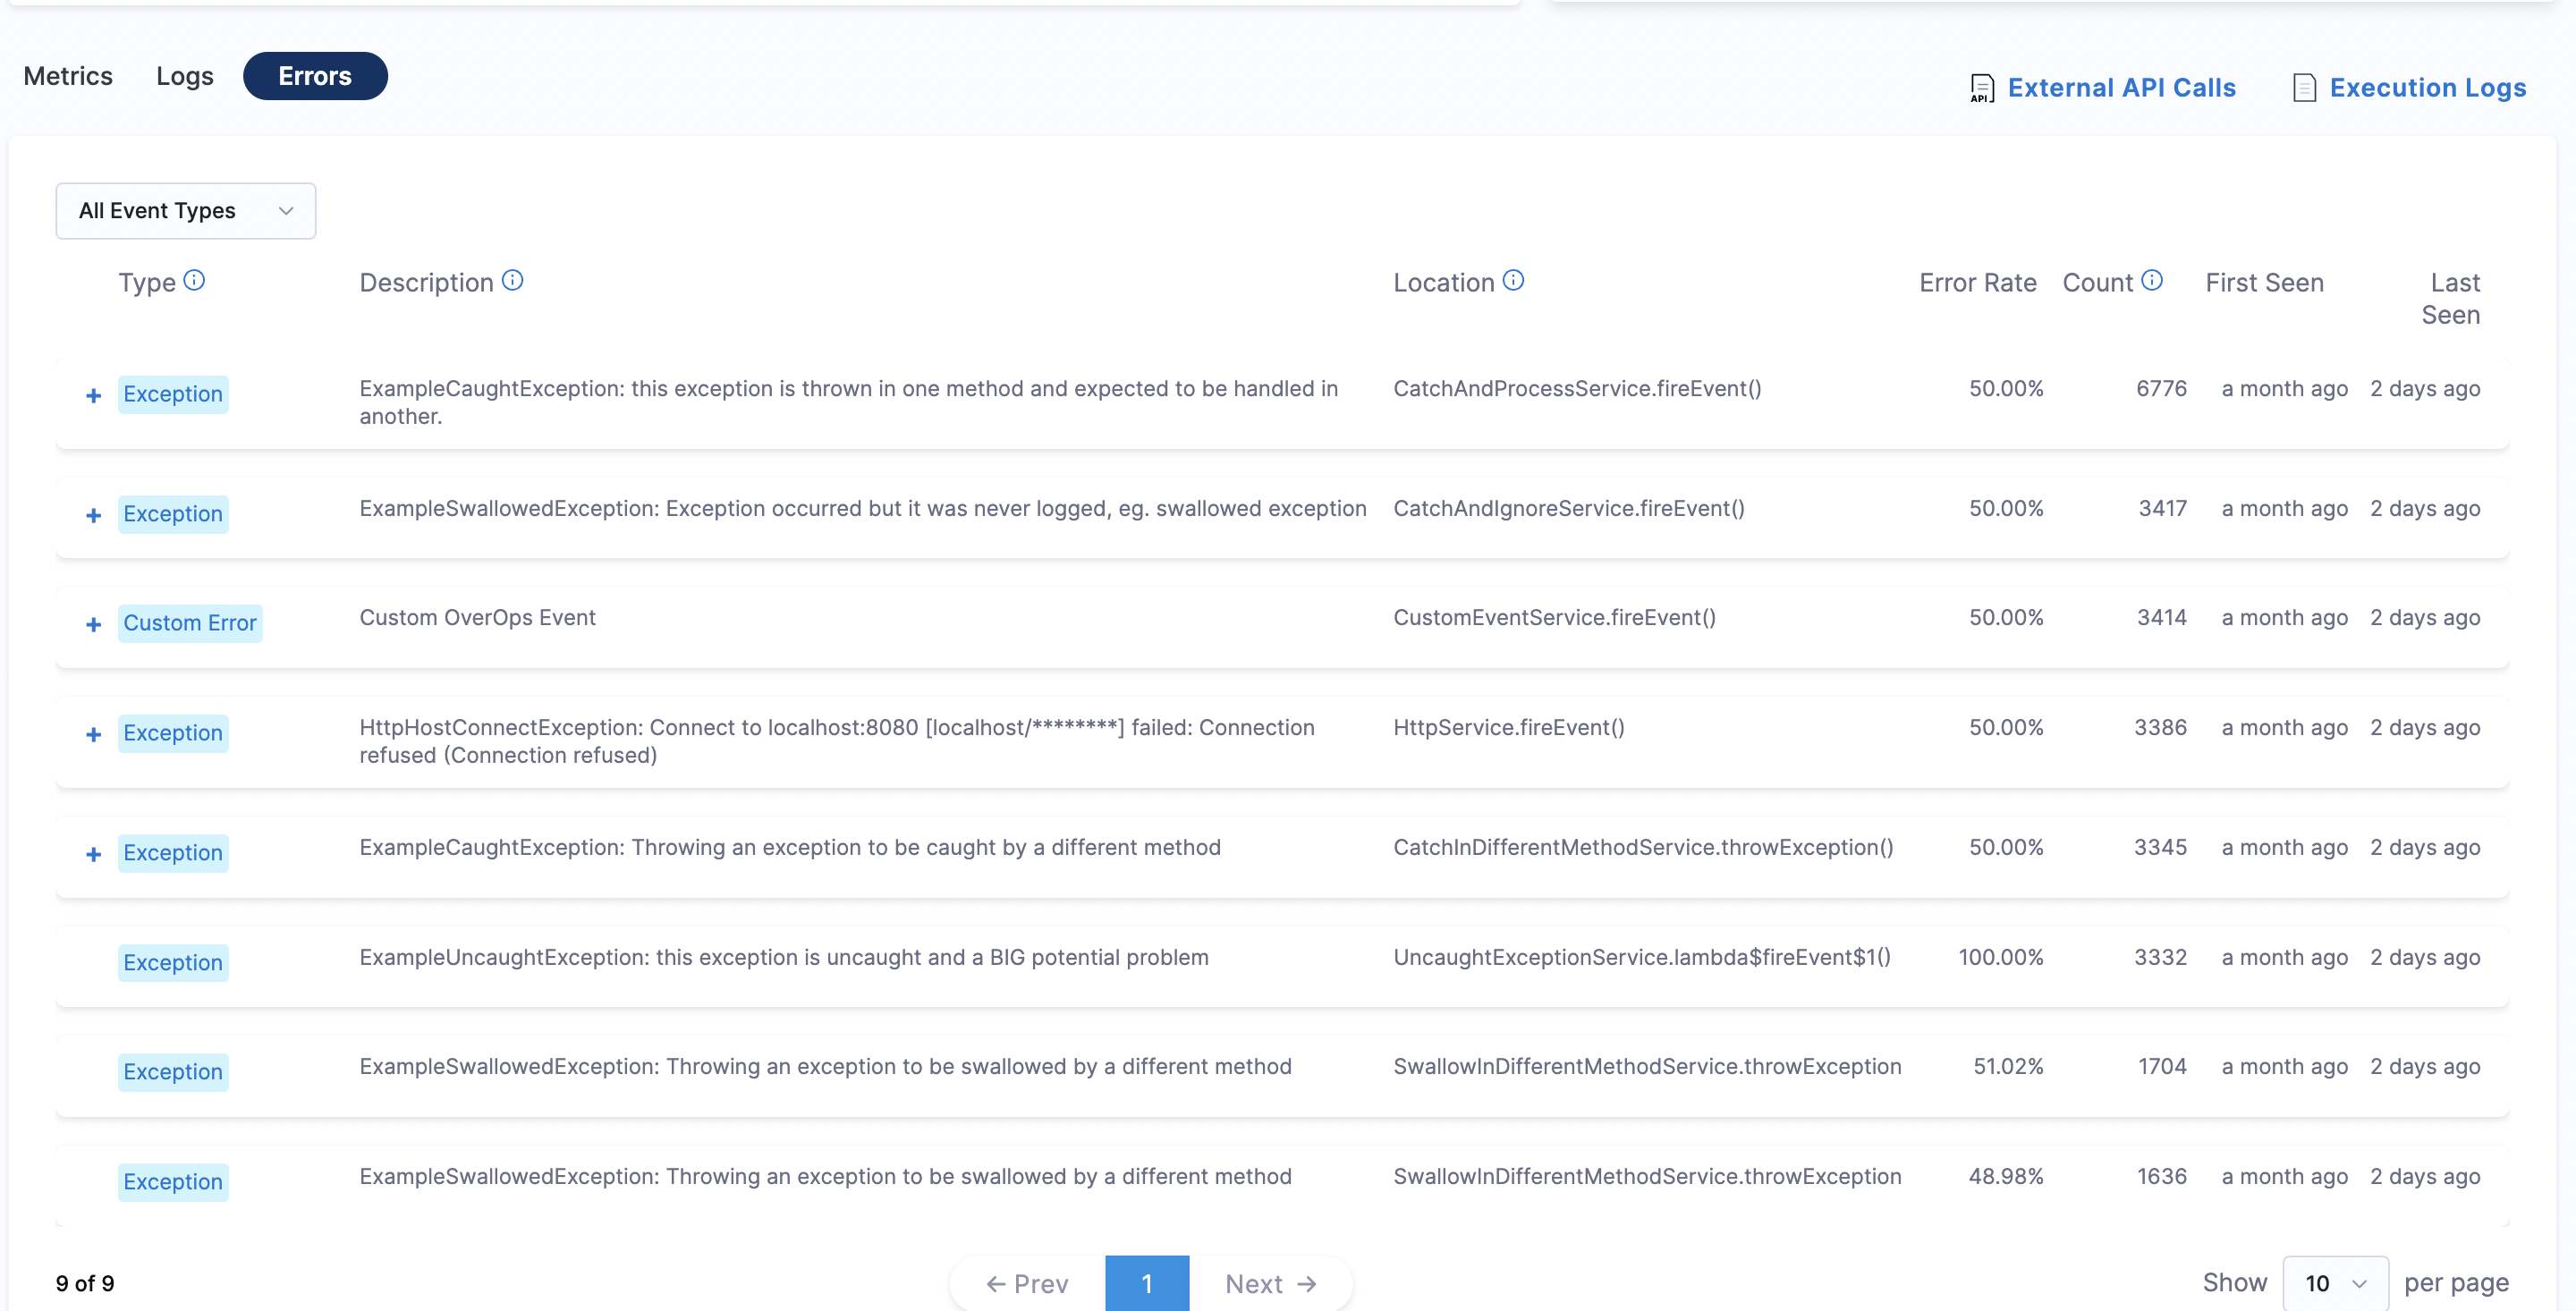 Metrics Logs Errors
External API Calls Execution Logs
All Event Types
Type Description Location Error Rate Count First Seen Last
Seen
+ Exception ExampleCaughtException: this exception is thrown in one method and expected to be handled in CatchAndProcessService.fireEvent() 50.00% 6776 a month ago 2 days ago
another.
+ Exception ExampleSwallowedException: Exception occurred but it was never logged, eg. swallowed exception CatchAndIgnoreService.fireEvent() 50.00% 3417 a month ago 2 days ago
+ Custom Error Custom OverOps Event CustomEventService.fireEvent() 50.00% 3414 a month ago 2 days ago
+ Exception HttpHostConnectException: Connect to localhost:8080 [localhost/********] failed: Connection HttpService.fireEvent() 50.00% 3386 a month ago 2 days ago
refused (Connection refused)
+ Exception ExampleCaughtException: Throwing an exception to be caught by a different method CatchInDifferentMethodService.throwException() 50.00% 3345 a month ago 2 days ago
Exception ExampleUncaughtException: this exception is uncaught and a BIG potential problem UncaughtExceptionService.lambda$fireEvent$1() 100.00% 3332 a month ago 2 days ago
Exception ExampleSwallowedException: Throwing an exception to be swallowed by a different method SwallowInDifferentMethodService.throwException 51.02% 1704 a month ago 2 days ago
Exception ExampleSwallowedException: Throwing an exception to be swallowed by a different method SwallowInDifferentMethodService.throwException 48.98% 1636 a month ago 2 days ago
9 of 9 ← Prev 1 Next → Show 10 per page